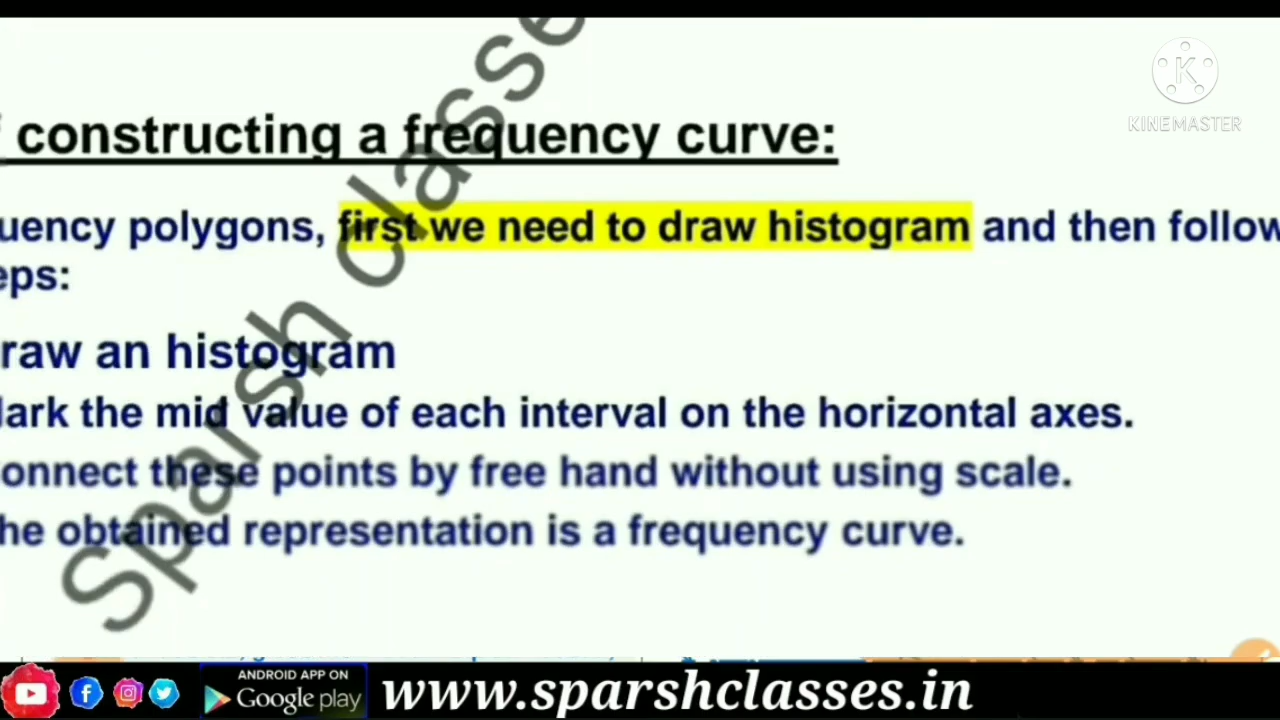 constructing a frequency curve:
uency polygons, first we need to draw histogram and then follow
eps:
raw an histogram
ark the mid value of each interval on the horizontal axes.
onnect these points by free hand without using scale.
he obtained representation is a frequency curve.
Sparsh classe
KINEMASTER
ANDROID APP ON
Google play
www.sparshclasses.in